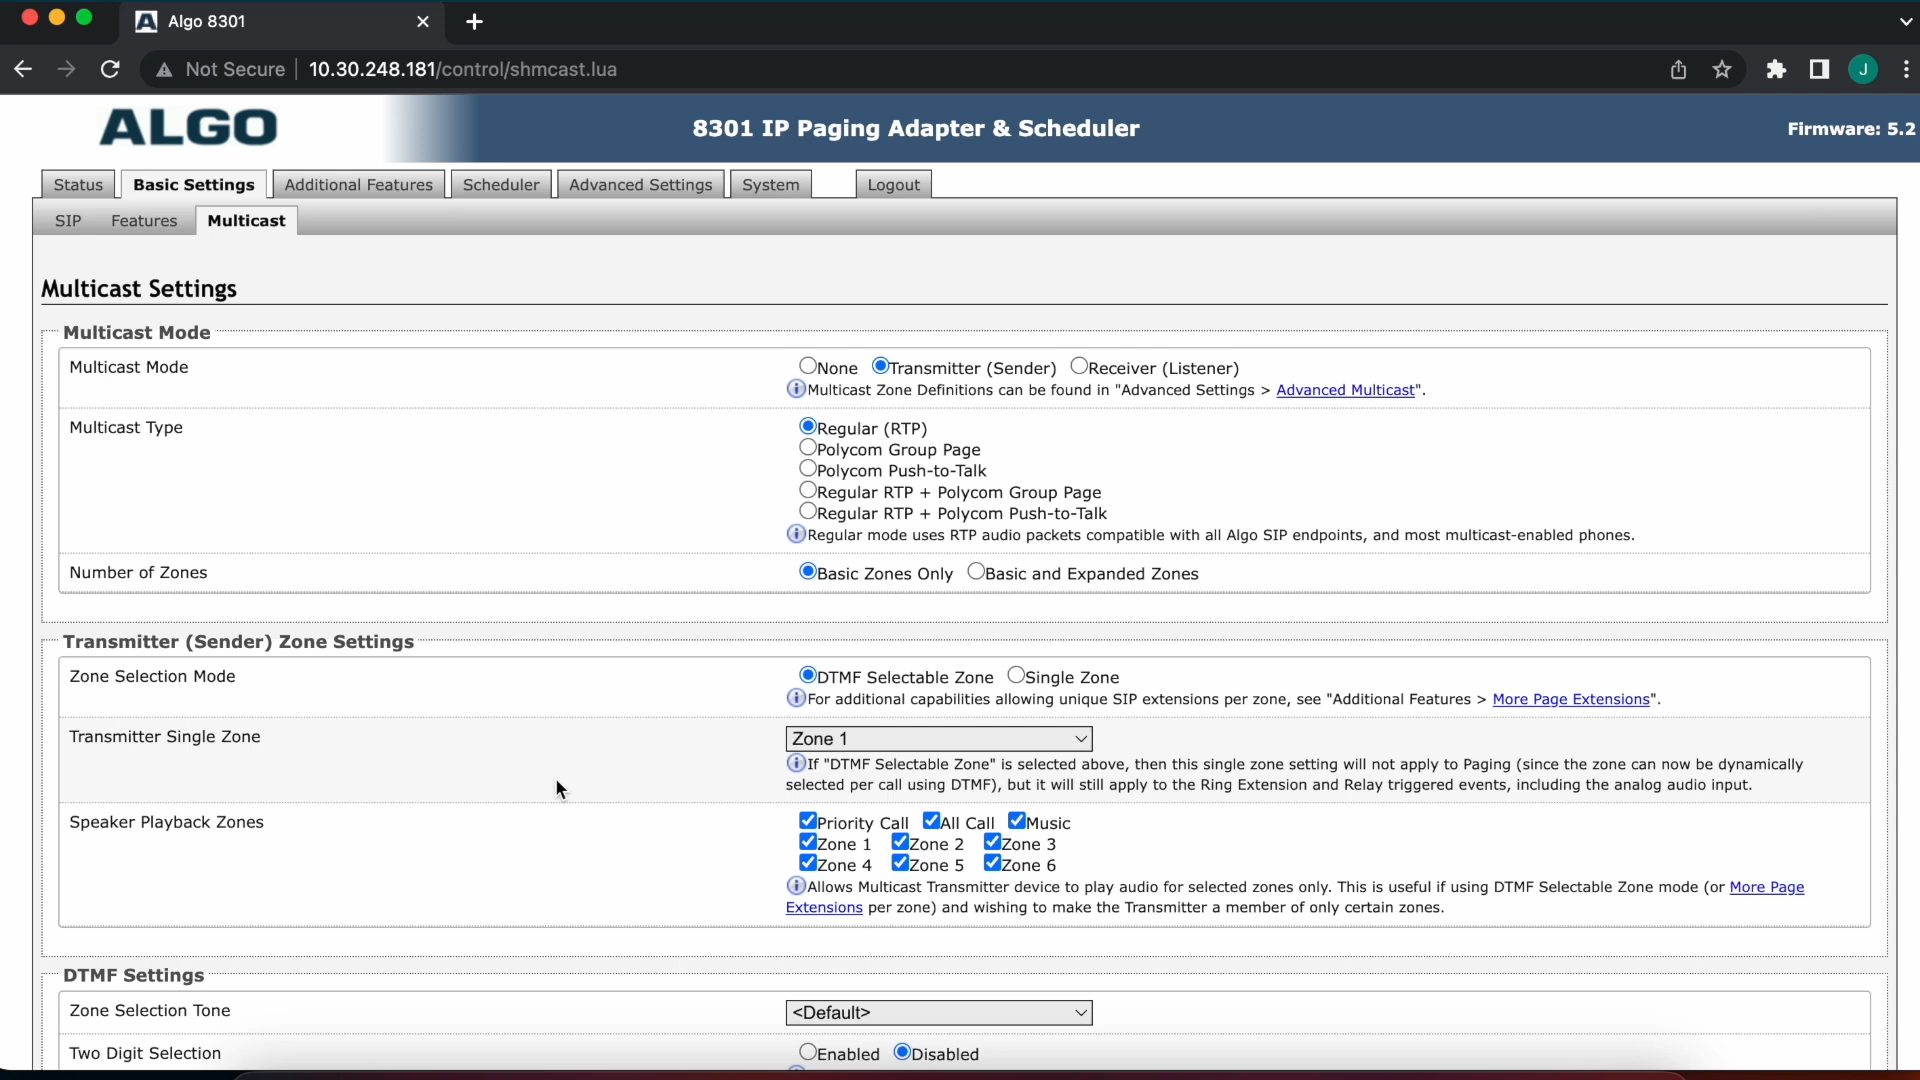 Algo 8301
Not Secure | 10.30.248.181/control/shmcast.lua
J
ALGO
8301 IP Paging Adapter & Scheduler
Firmware: 5.2
Status Basic Settings Additional Features Scheduler Advanced Settings System Logout
SIP Features Multicast
Multicast Settings
Multicast Mode
Multicast Mode
None Transmitter (Sender) Receiver (Listener)
Multicast Zone Definitions can be found in "Advanced Settings > Advanced Multicast".
Multicast Type
Regular (RTP)
Polycom Group Page
Polycom Push-to-Talk
Regular RTP + Polycom Group Page
Regular RTP + Polycom Push-to-Talk
Regular mode uses RTP audio packets compatible with all Algo SIP endpoints, and most multicast-enabled phones.
Number of Zones
Basic Zones Only Basic and Expanded Zones
Transmitter (Sender) Zone Settings
Zone Selection Mode
DTMF Selectable Zone Single Zone
For additional capabilities allowing unique SIP extensions per zone, see "Additional Features > More Page Extensions".
Transmitter Single Zone
Zone 1
If "DTMF Selectable Zone" is selected above, then this single zone setting will not apply to Paging (since the zone can now be dynamically
selected per call using DTMF), but it will still apply to the Ring Extension and Relay triggered events, including the analog audio input.
Speaker Playback Zones
Priority Call All Call Music
Zone 1 Zone 2 Zone 3
Zone 4 Zone 5 Zone 6
Allows Multicast Transmitter device to play audio for selected zones only. This is useful if using DTMF Selectable Zone mode (or More Page
Extensions per zone) and wishing to make the Transmitter a member of only certain zones.
DTMF Settings
Zone Selection Tone
<Default>
Two Digit Selection
Enabled Disabled